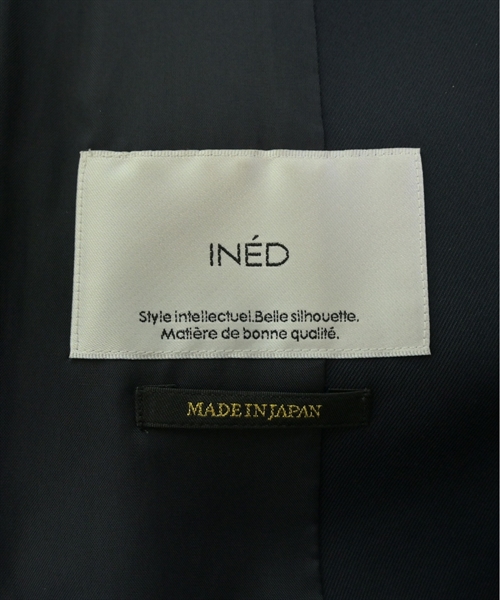 INÉD
Style intellectuel.Belle silhouette.
Matière de bonne qualité.
MADE IN JAPAN